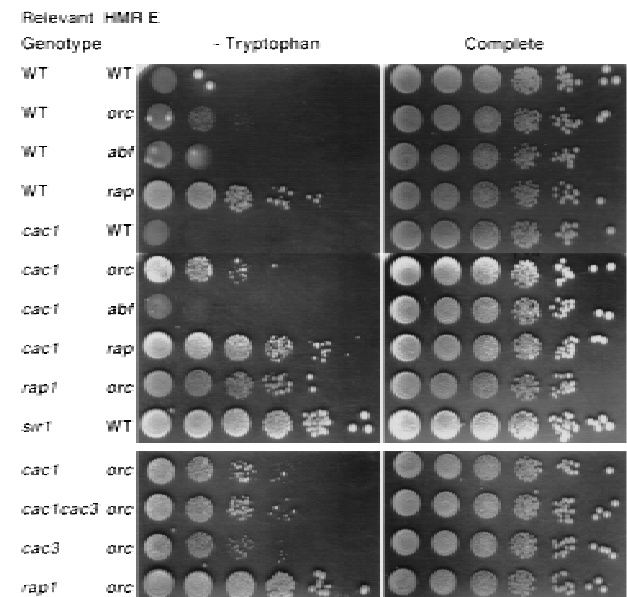 Relevant HMR E
Genotype - Tryptophan Complete
WT WT
WT orc
WT abf
WT rap
cac1 WT
cac1 orc
cac1 abf
cac1 rap
rap1 orc
sir1 WT
cac1 orc
cac1cac3 orc
cac3 orc
rap1 orc